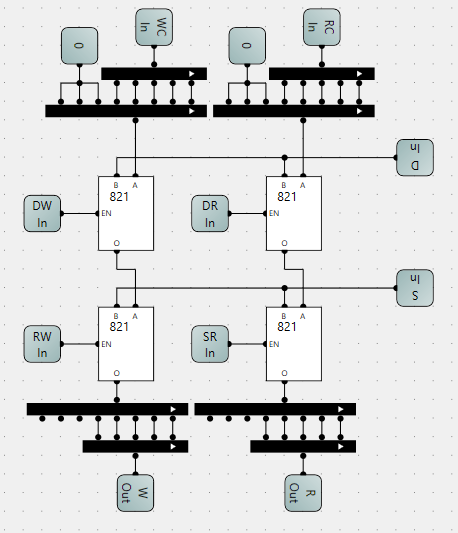 0
WC
In
0
RC
In
In
D
B A
821
EN
O
B A
821
EN
O
DW
In
DR
In
In
S
B A
821
EN
O
B A
821
EN
O
RW
In
SR
In
W
Out
R
Out